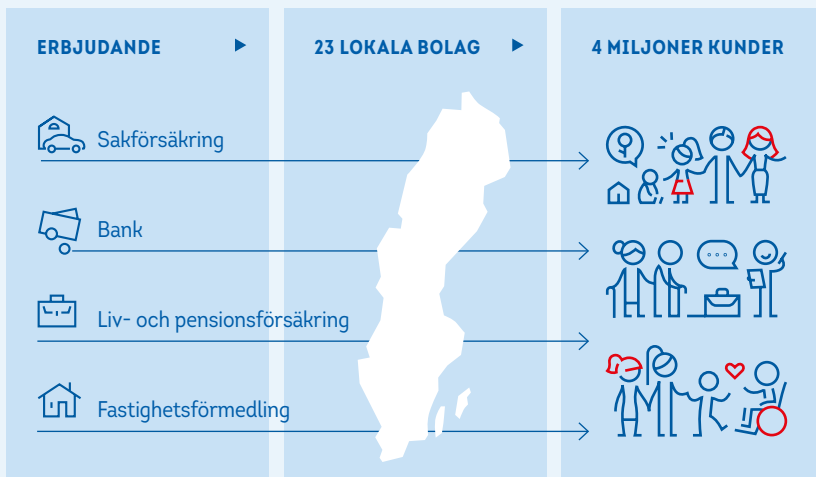 ERBJUDANDE
23 LOKALA BOLAG
4 MILJONER KUNDER
Sakförsäkring
Bank
Liv- och pensionsförsäkring
Fastighetsförmedling